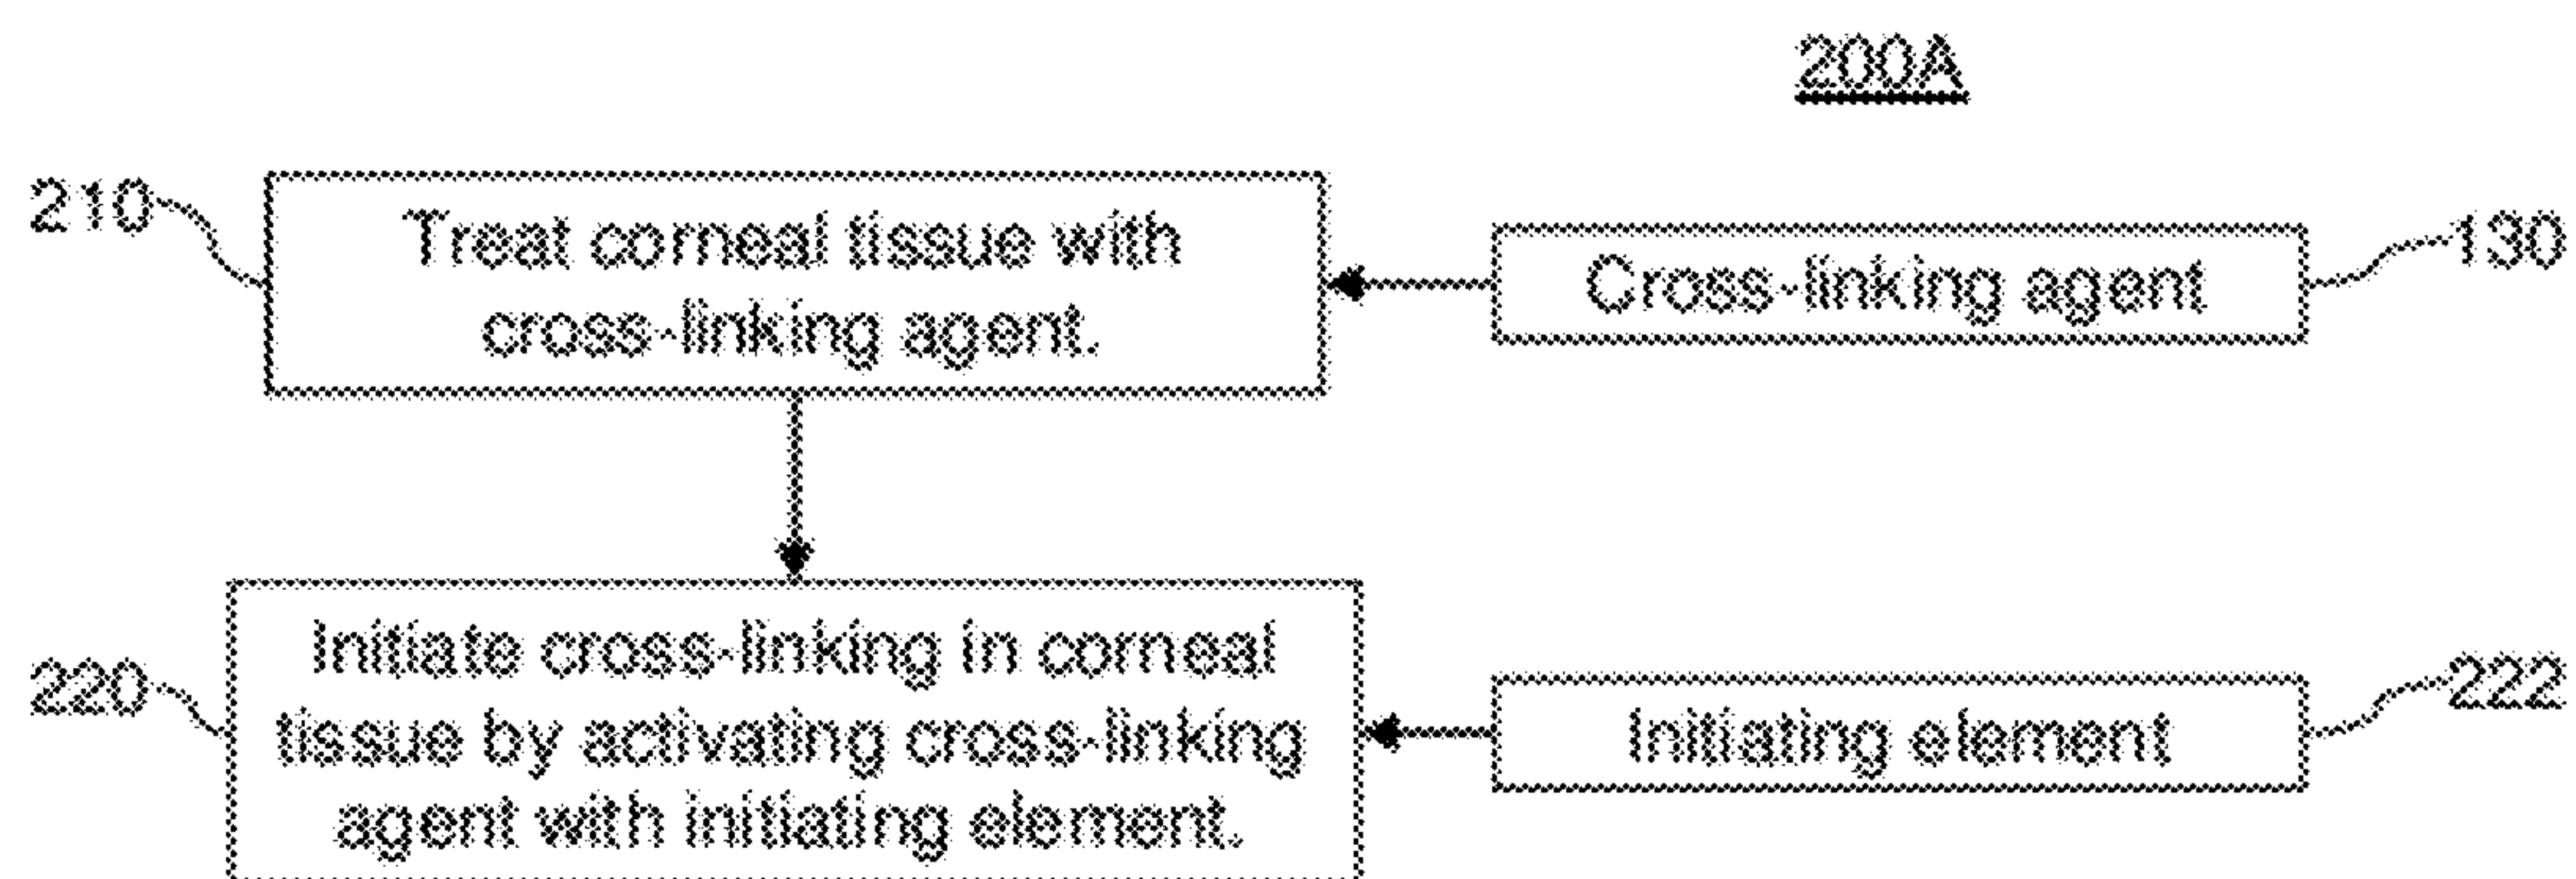 200A
210
Treat corneal tissue with
cross-linking agent.
Cross-linking agent
130
220
Initiate cross-linking in corneal
tissue by activating cross-linking
agent with initiating element.
Initiating element
222